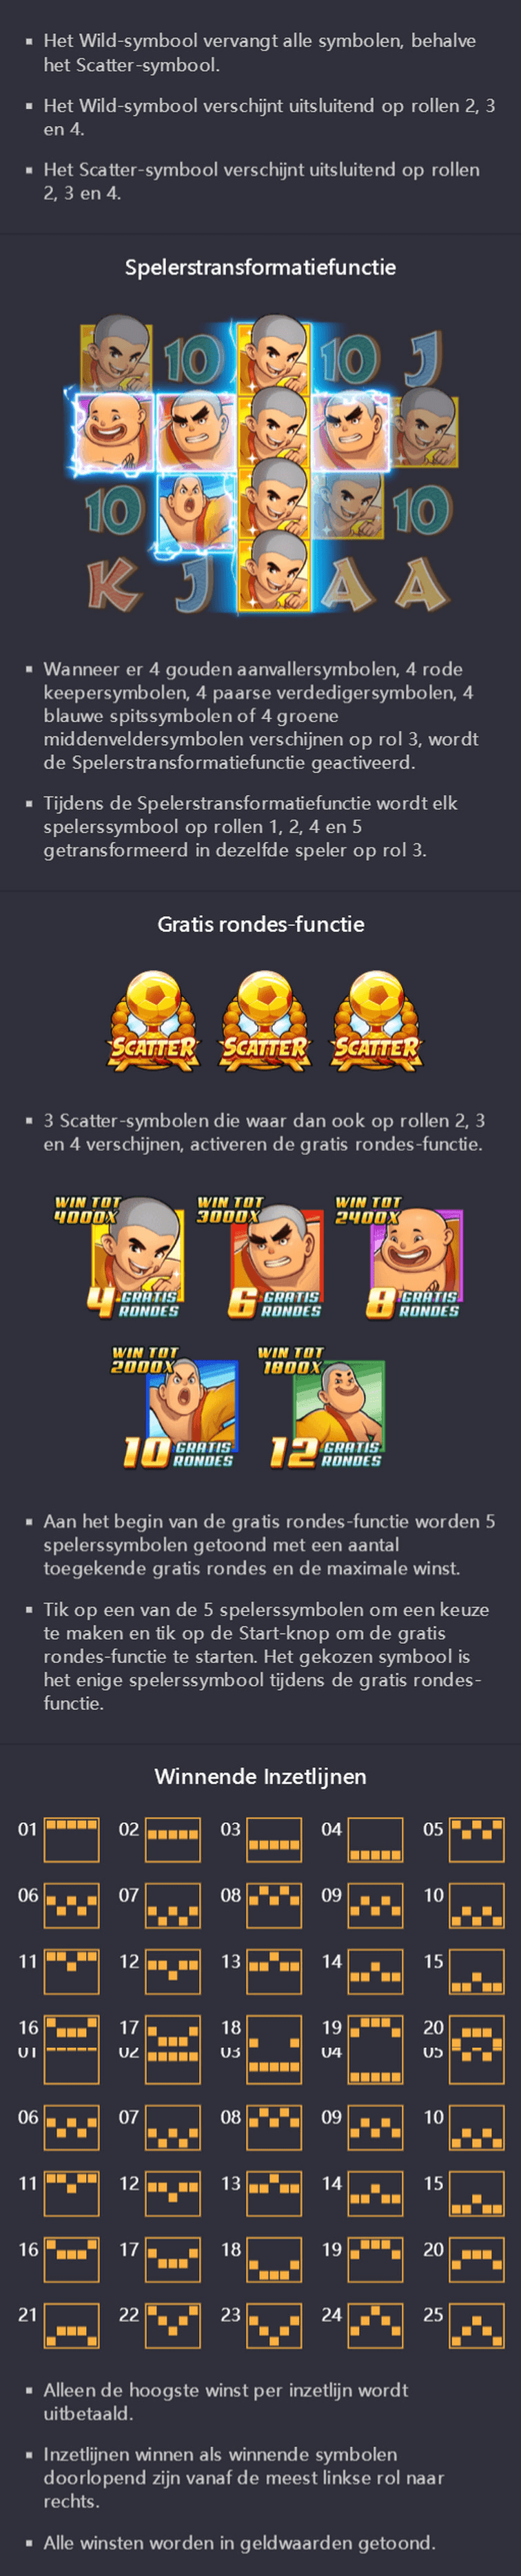 Het Wild-symbool vervangt alle symbolen, behalve
het Scatter-symbool.
Het Wild-symbool verschijnt uitsluitend op rollen 2, 3
en 4.
Het Scatter-symbool verschijnt uitsluitend op rollen
2, 3 en 4.
Spelerstransformatiefunctie
10 10 J
10 10
K J A A
Wanneer er 4 gouden aanvallersymbolen, 4 rode
keepersymbolen, 4 paarse verdedigersymbolen, 4
blauwe spitssymbolen of 4 groene
middenveldersymbolen verschijnen op rol 3, wordt
de Spelerstransformatiefunctie geactiveerd.
Tijdens de Spelerstransformatiefunctie wordt elk
spelerssymbool op rollen 1, 2, 4 en 5
getransformeerd in dezelfde speler op rol 3.
Gratis rondes-functie
SCATTER SCATTER SCATTER
3 Scatter-symbolen die waar dan ook op rollen 2, 3
en 4 verschijnen, activeren de gratis rondes-functie.
WIN TOT WIN TOT WIN TOT
4000X 3000X 2400X
4 GRATIS RONDES 6 GRATIS RONDES 8 GRATIS RONDES
WIN TOT WIN TOT
2000X 1800X
10 GRATIS RONDES 12 GRATIS RONDES
Aan het begin van de gratis rondes-functie worden 5
spelerssymbolen getoond met een aantal
toegekende gratis rondes en de maximale winst.
Tik op een van de 5 spelerssymbolen om een keuze
te maken en tik op de Start-knop om de gratis
rondes-functie te starten. Het gekozen symbool is
het enige spelerssymbool tijdens de gratis rondes-
functie.
Winnende Inzetlijnen
01 02 03 04 05
06 07 08 09 10
11 12 13 14 15
16 17 18 19 20
01 02 03 04 05
06 07 08 09 10
11 12 13 14 15
16 17 18 19 20
21 22 23 24 25
Alleen de hoogste winst per inzetlijn wordt
uitbetaald.
Inzetlijnen winnen als winnende symbolen
doorlopend zijn vanaf de meest linkse rol naar
rechts.
Alle winsten worden in geldwaarden getoond.